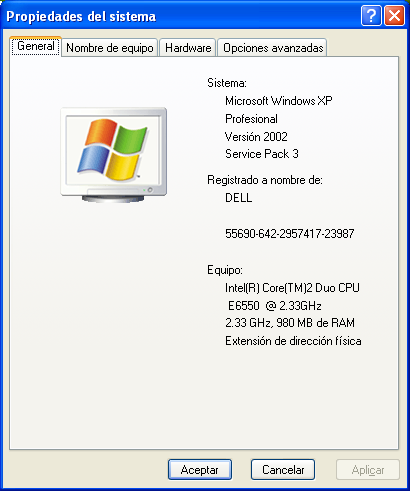 Propiedades del sistema
General
Nombre de equipo
Hardware
Opciones avanzadas
Sistema:
Microsoft Windows XP
Profesional
Versión 2002
Service Pack 3
Registrado a nombre de:
DELL
55690-642-2957417-23987
Equipo:
Intel(R) Core(TM)2 Duo CPU
E6550 @ 2.33GHz
2.33 GHz, 980 MB de RAM
Extensión de dirección física
Aceptar
Cancelar
Aplicar